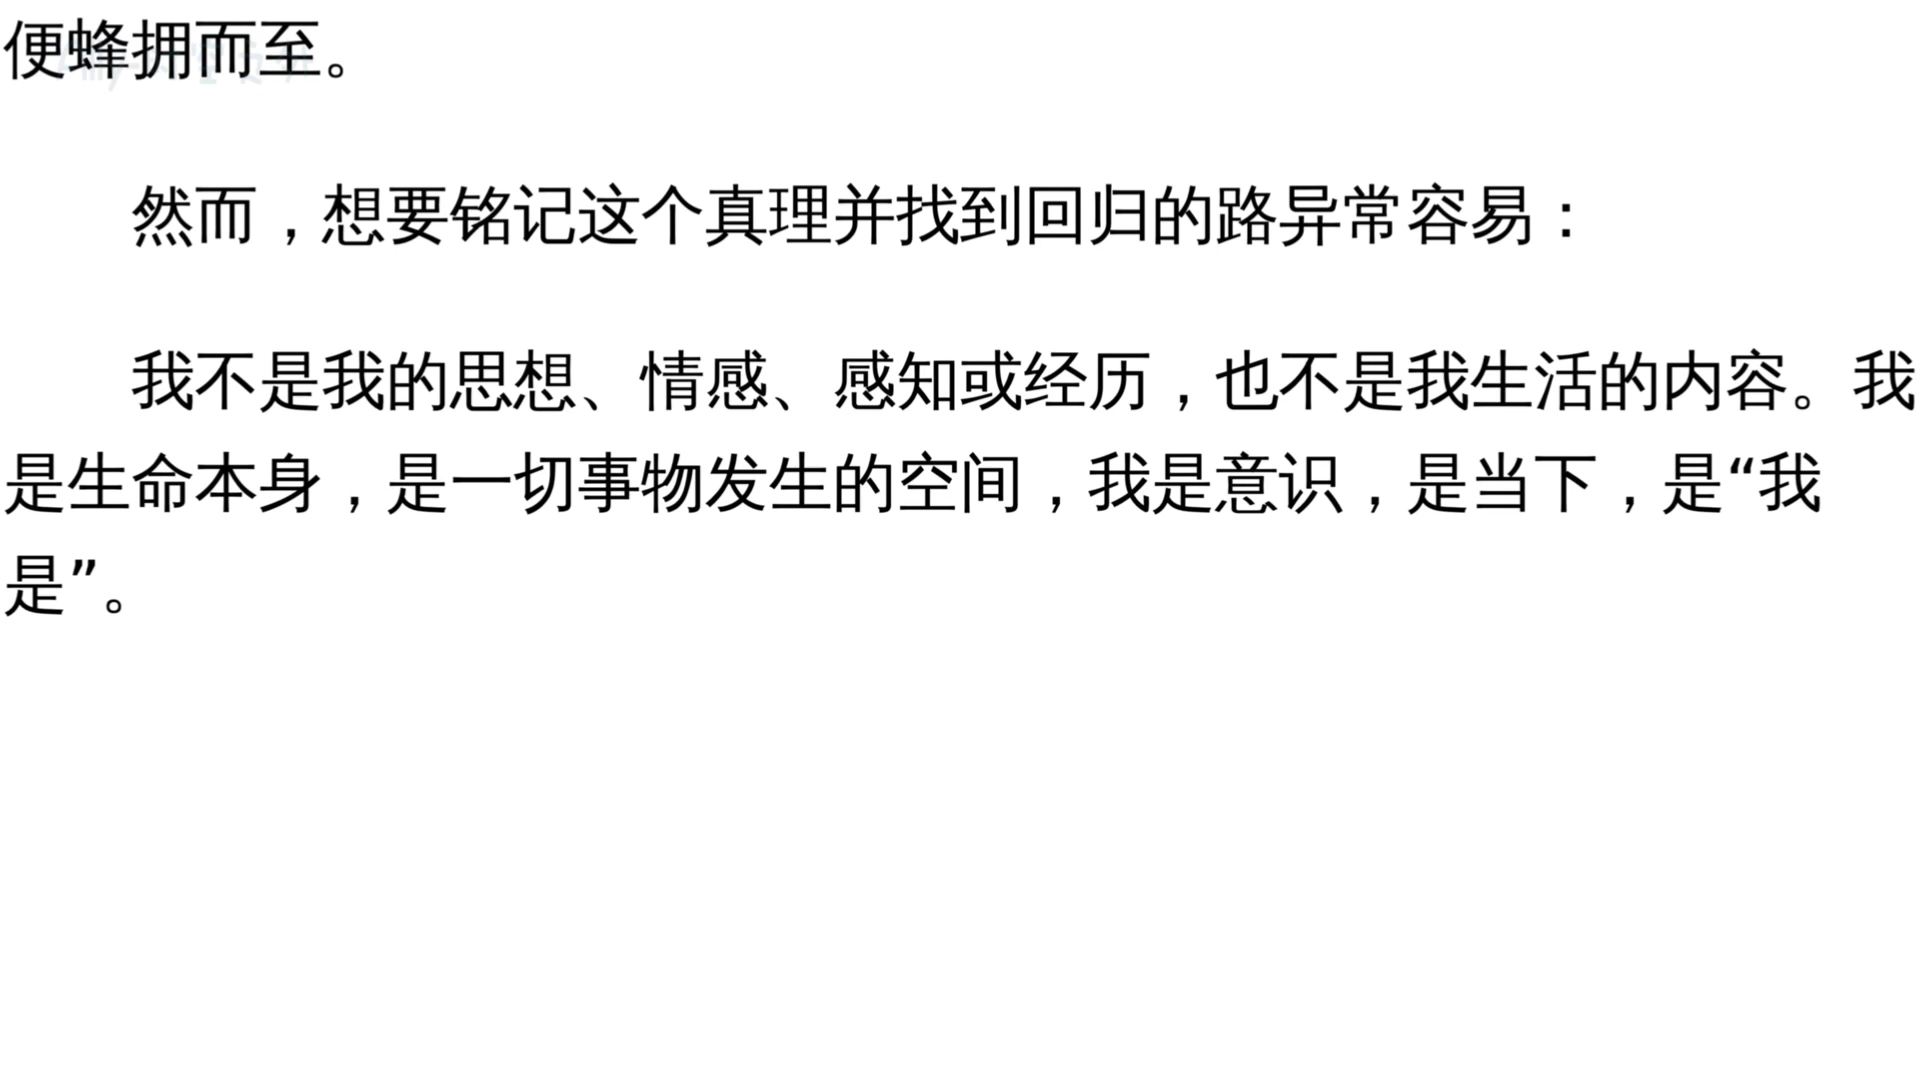 便蜂拥而至。
然而，想要铭记这个真理并找到回归的路异常容易：
我不是我的思想、情感、感知或经历，也不是我生活的内容。我
是生命本身，是一切事物发生的空间，我是意识，是当下，是“我
是”。